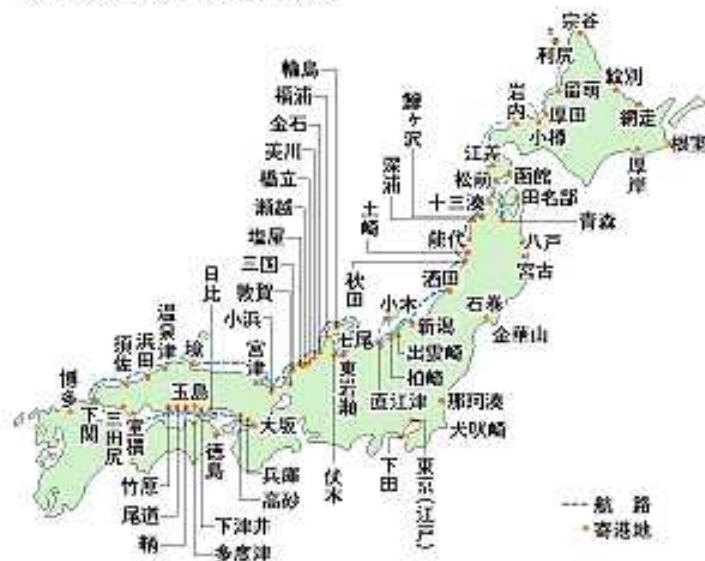 宗谷
利尻
留萌
紋別
網走
根室
厚岸
岩内
厚田
小樽
江差
松前
函館
田名部
青森
鰺ヶ沢
深浦
十三湊
土崎
能代
八戸
宮古
秋田
酒田
石巻
金華山
小木
新潟
出雲崎
柏崎
直江津
那珂湊
犬吠崎
東京(江戸)
下田
輪島
福浦
金石
美川
橋立
瀬越
塩屋
三国
敦賀
小浜
宮津
七尾
東岩瀬
伏木
日比
温泉津
浜田
須佐
博多
下関
三田尻
室積
玉島
竹原
尾道
鞆
徳島
大坂
兵庫
高砂
下津井
多度津
航 路
寄港地